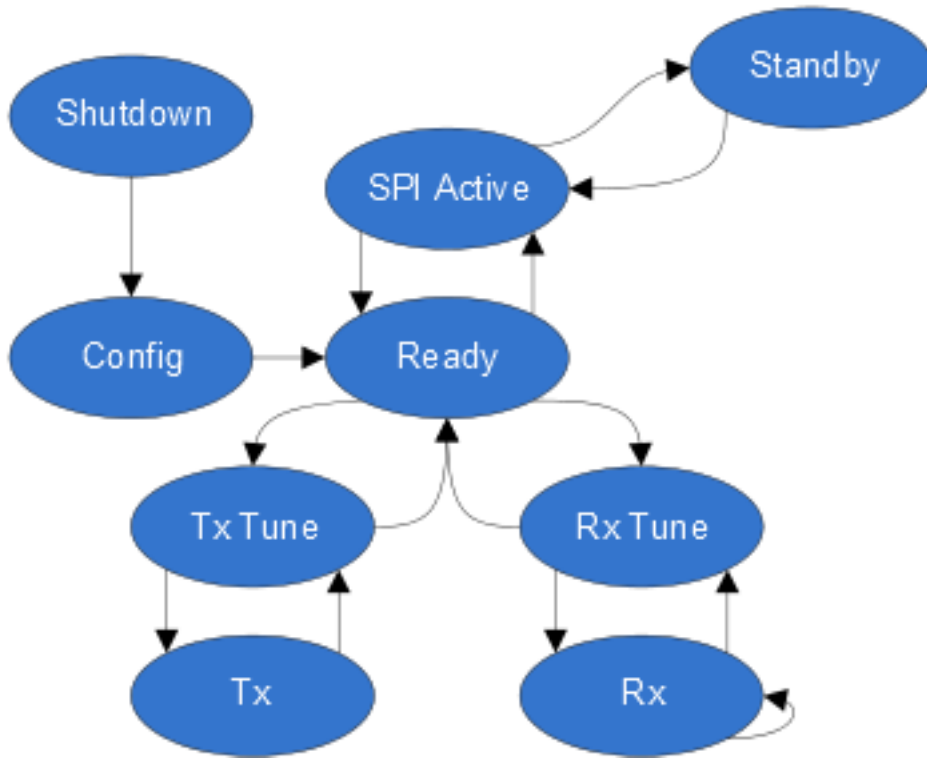 Standby
Shutdown
SPI Active
Config
Ready
Tx Tune
Rx Tune
Tx
Rx